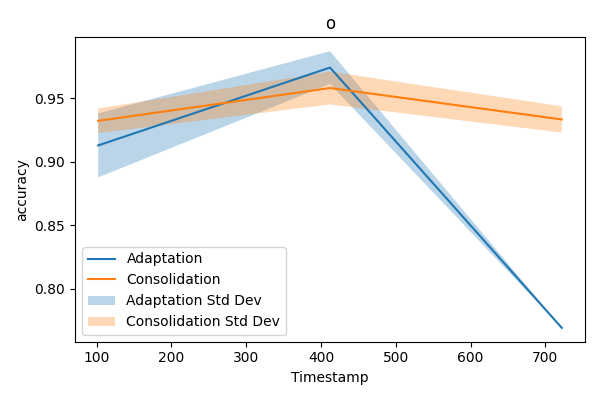 o
0.95
0.90
0.85
0.80
accuracy
Adaptation
Consolidation
Adaptation Std Dev
Consolidation Std Dev
100 200 300 400 500 600 700
Timestamp